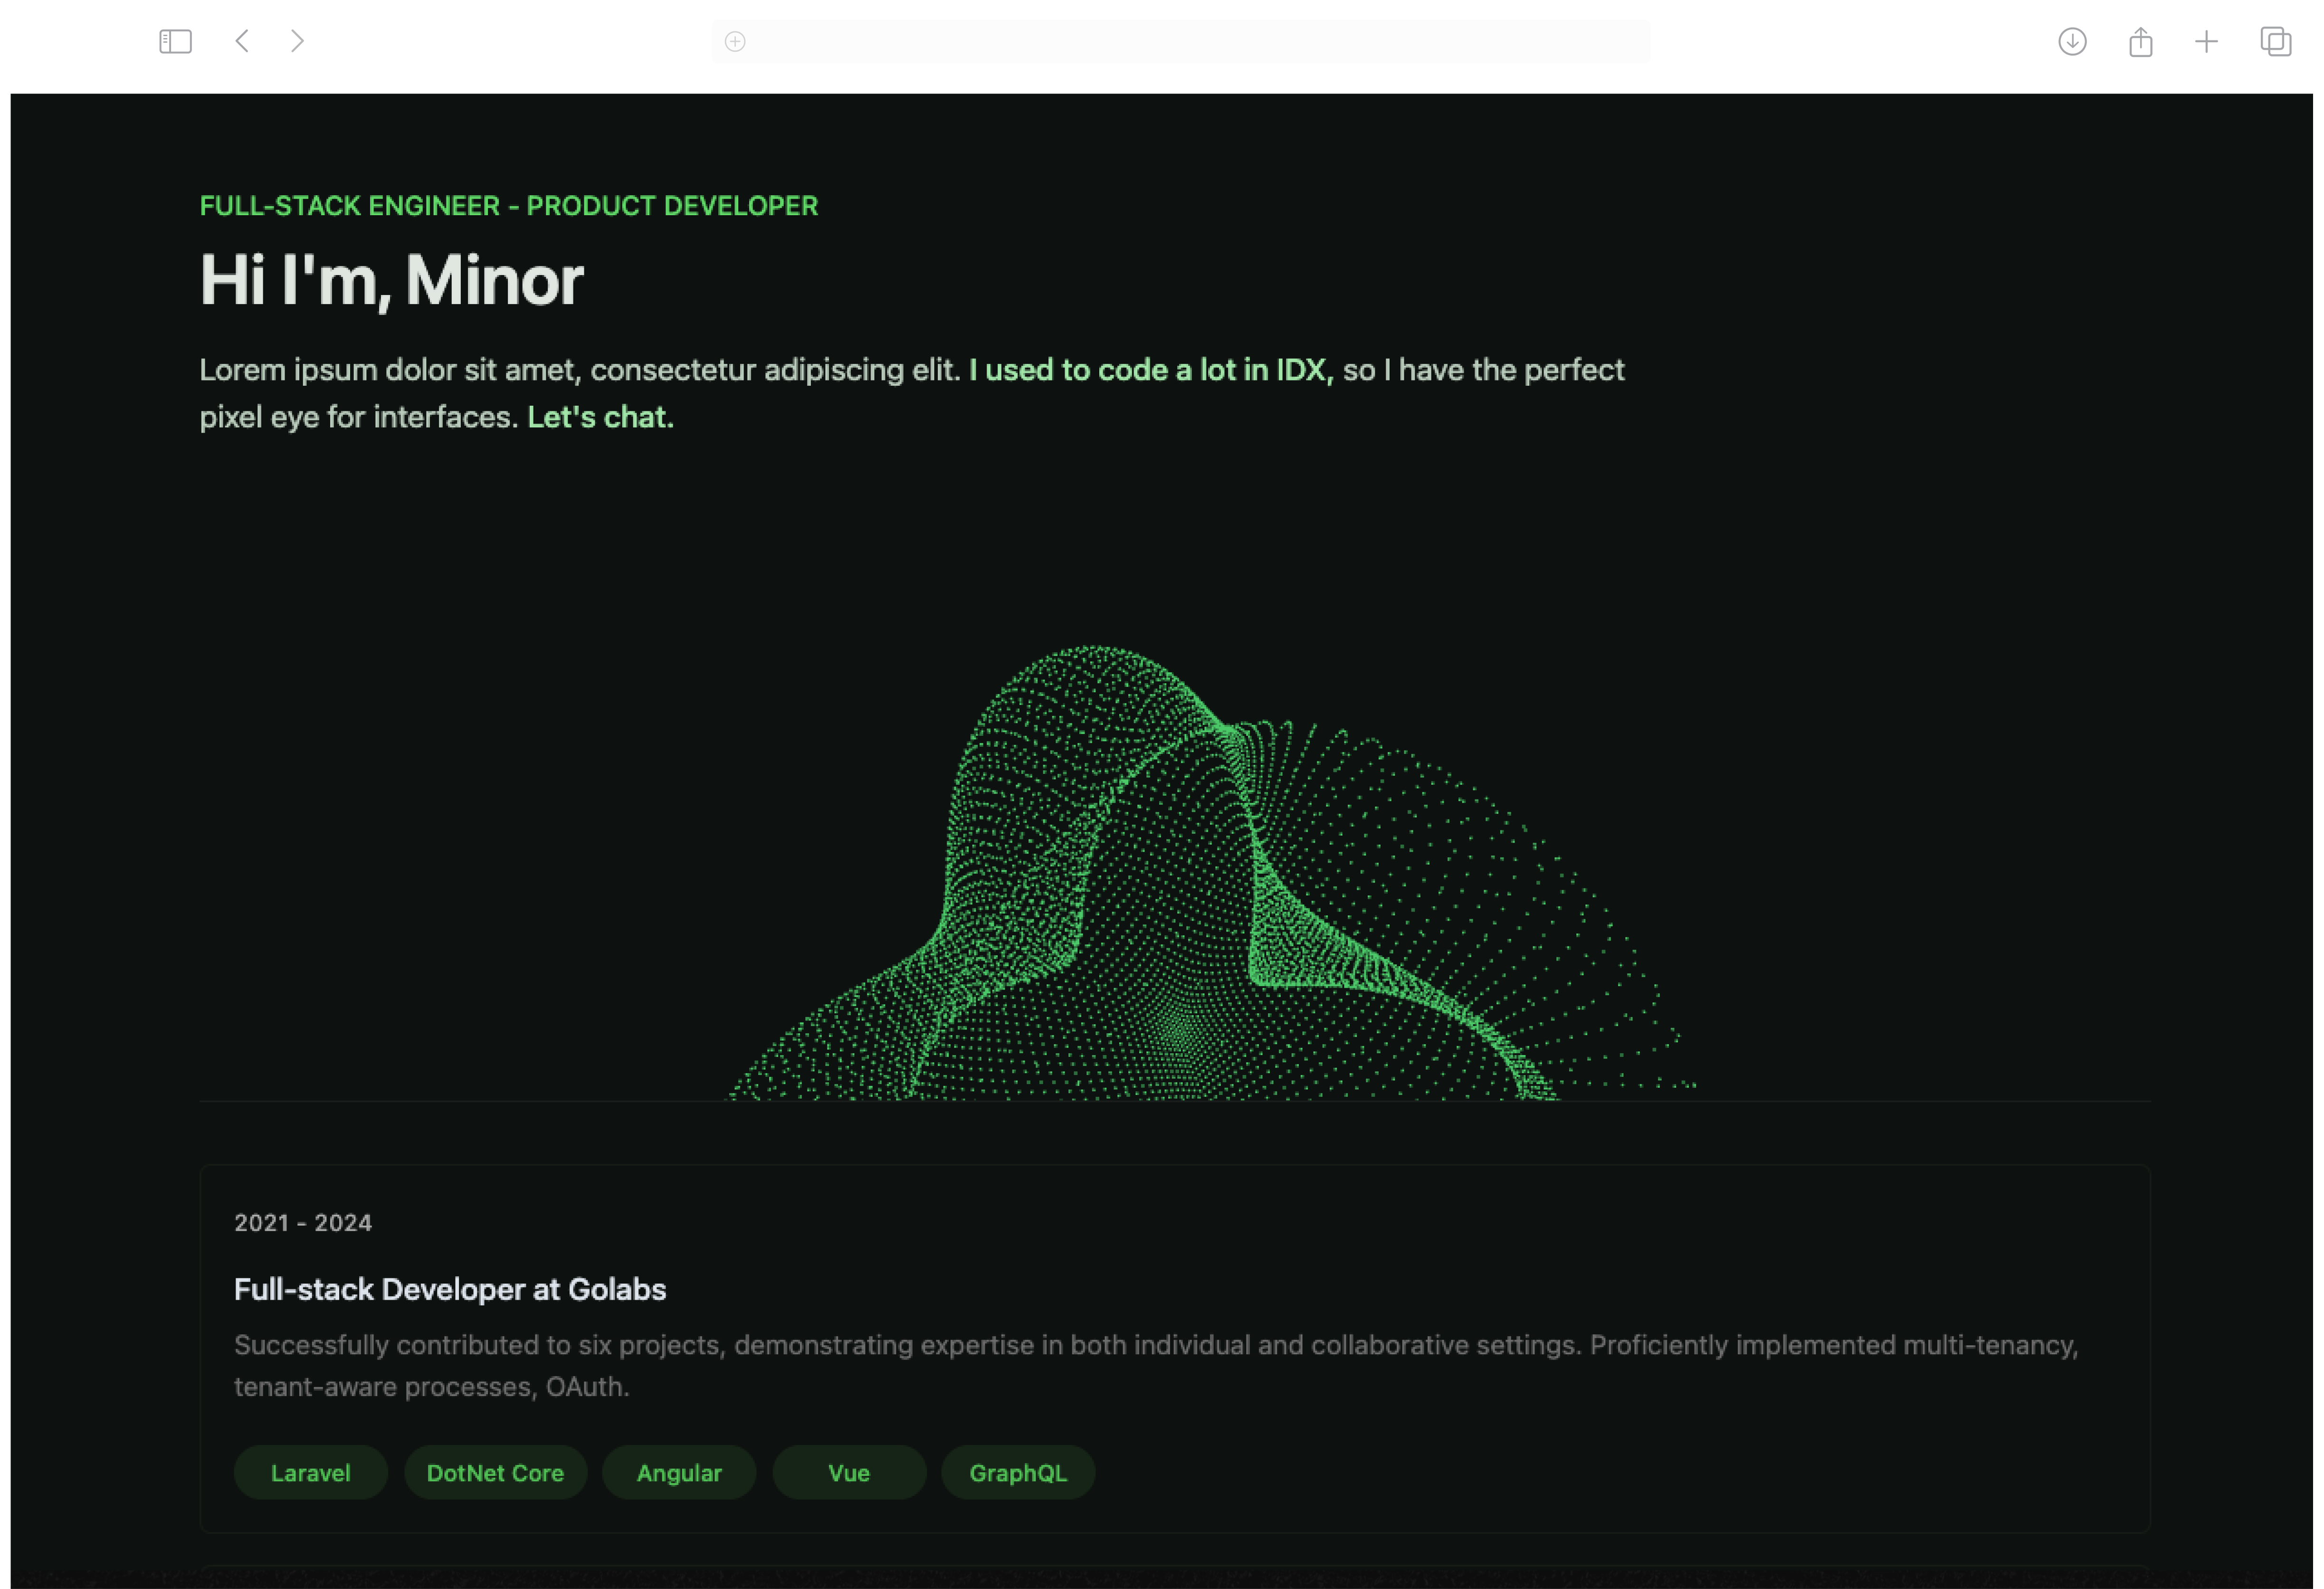 FULL-STACK ENGINEER - PRODUCT DEVELOPER
Hi I'm, Minor
Lorem ipsum dolor sit amet, consectetur adipiscing elit. I used to code a lot in IDX, so I have the perfect
pixel eye for interfaces. Let's chat.
2021 - 2024
Full-stack Developer at Golabs
Successfully contributed to six projects, demonstrating expertise in both individual and collaborative settings. Proficiently implemented multi-tenancy,
tenant-aware processes, OAuth.
Laravel DotNet Core Angular Vue GraphQL